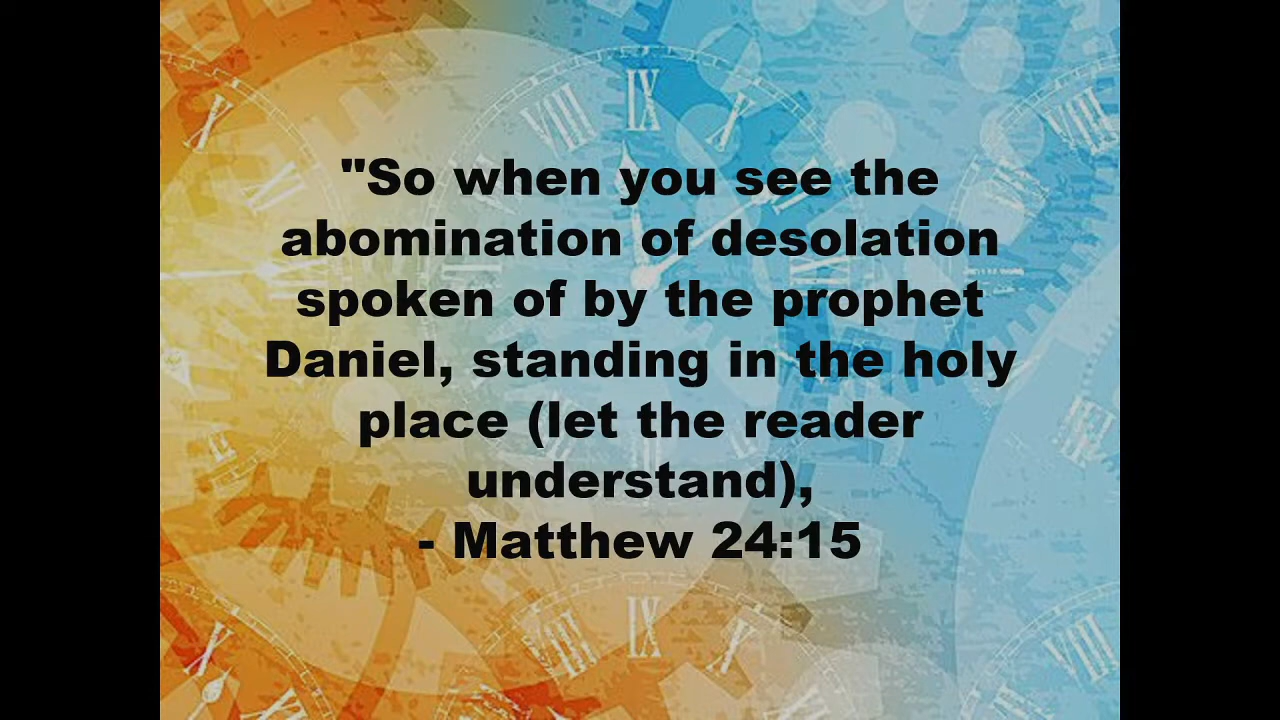 "So when you see the
abomination of desolation
spoken of by the prophet
Daniel, standing in the holy
place (let the reader
understand),
- Matthew 24:15